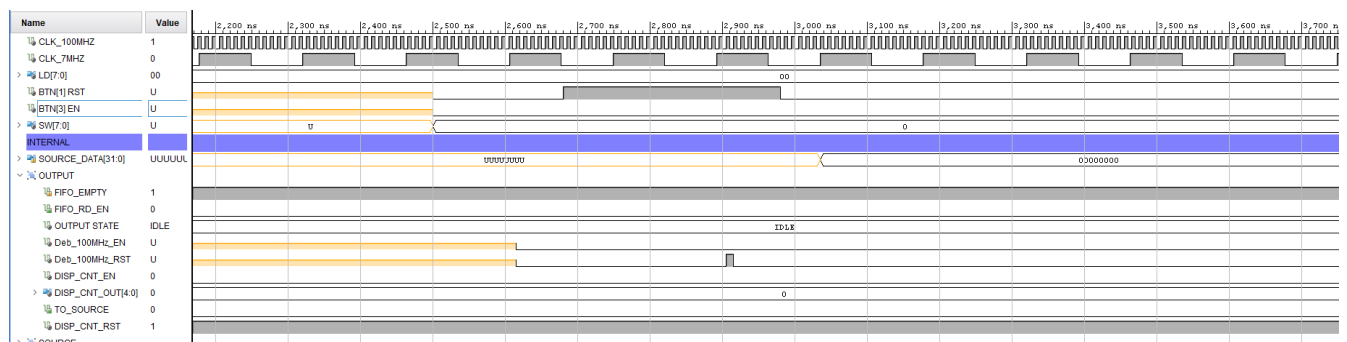 Name Value 2,200 ns 2,300 ns 2,400 ns 2,500 ns 2,600 ns 2,700 ns 2,800 ns 2,900 ns 3,000 ns 3,100 ns 3,200 ns 3,300 ns 3,400 ns 3,500 ns 3,600 ns 3,700 n
CLK_100MHZ 1
CLK_7MHZ 0
LD[7:0] 00 00
BTN[1] RST U
BTN[3] EN U
SW[7:0] U U 0
INTERNAL
SOURCE_DATA[31:0] UUUUUU UUUUUUUU 00000000
OUTPUT
FIFO_EMPTY 1
FIFO_RD_EN 0
OUTPUT STATE IDLE IDLE
Deb_100MHz_EN U
Deb_100MHz_RST U
DISP_CNT_EN 0
DISP_CNT_OUT[4:0] 0 0
TO_SOURCE 0
DISP_CNT_RST 1